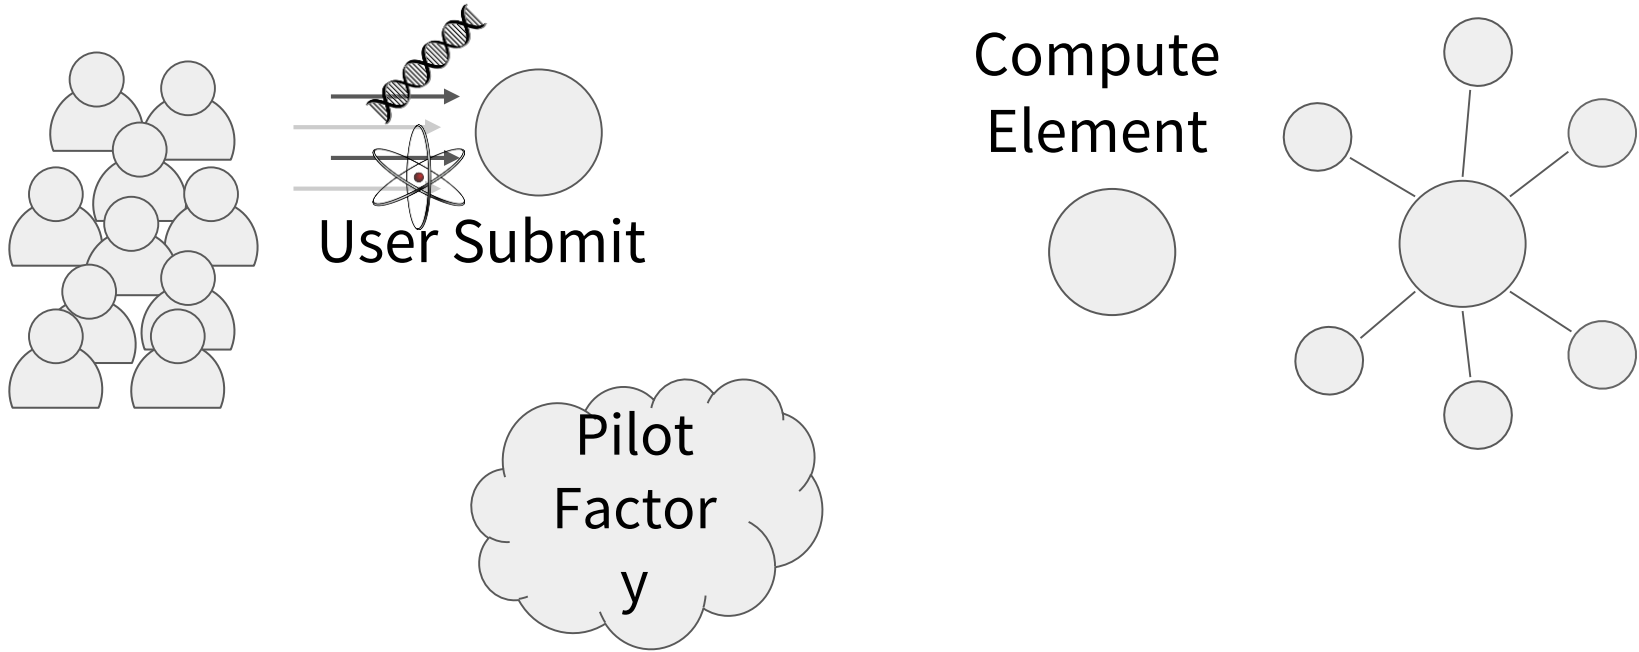 User Submit
Compute
Element
Pilot
Factor
y